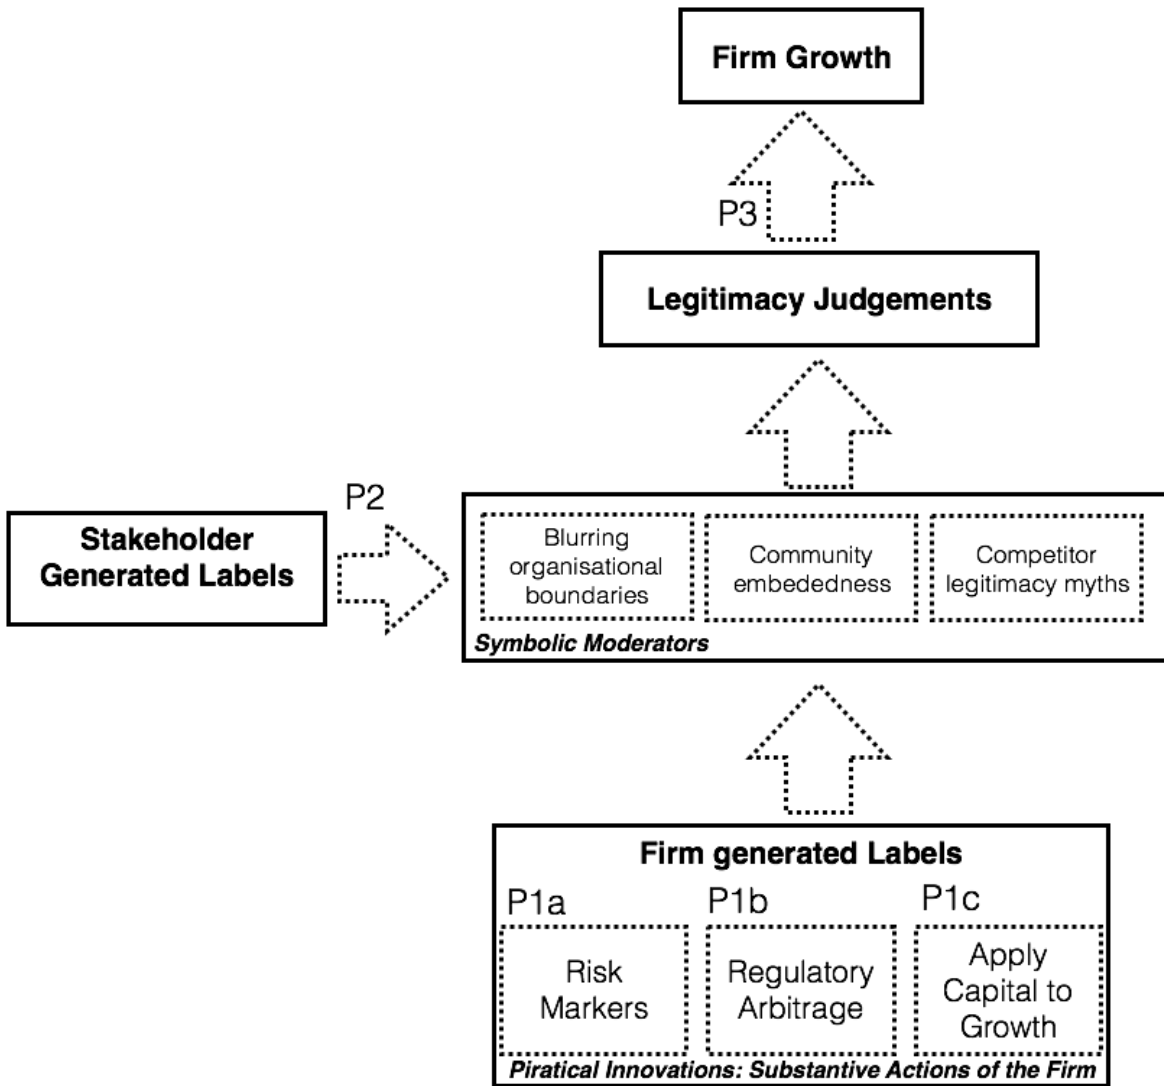 Firm Growth
P3
Legitimacy Judgements
P2
Stakeholder
Generated Labels
Blurring
organisational
boundaries
Community
embededness
Competitor
legitimacy myths
Symbolic Moderators
Firm generated Labels
P1a
P1b
P1c
Risk
Markers
Regulatory
Arbitrage
Apply
Capital to
Growth
Piratical Innovations: Substantive Actions of the Firm